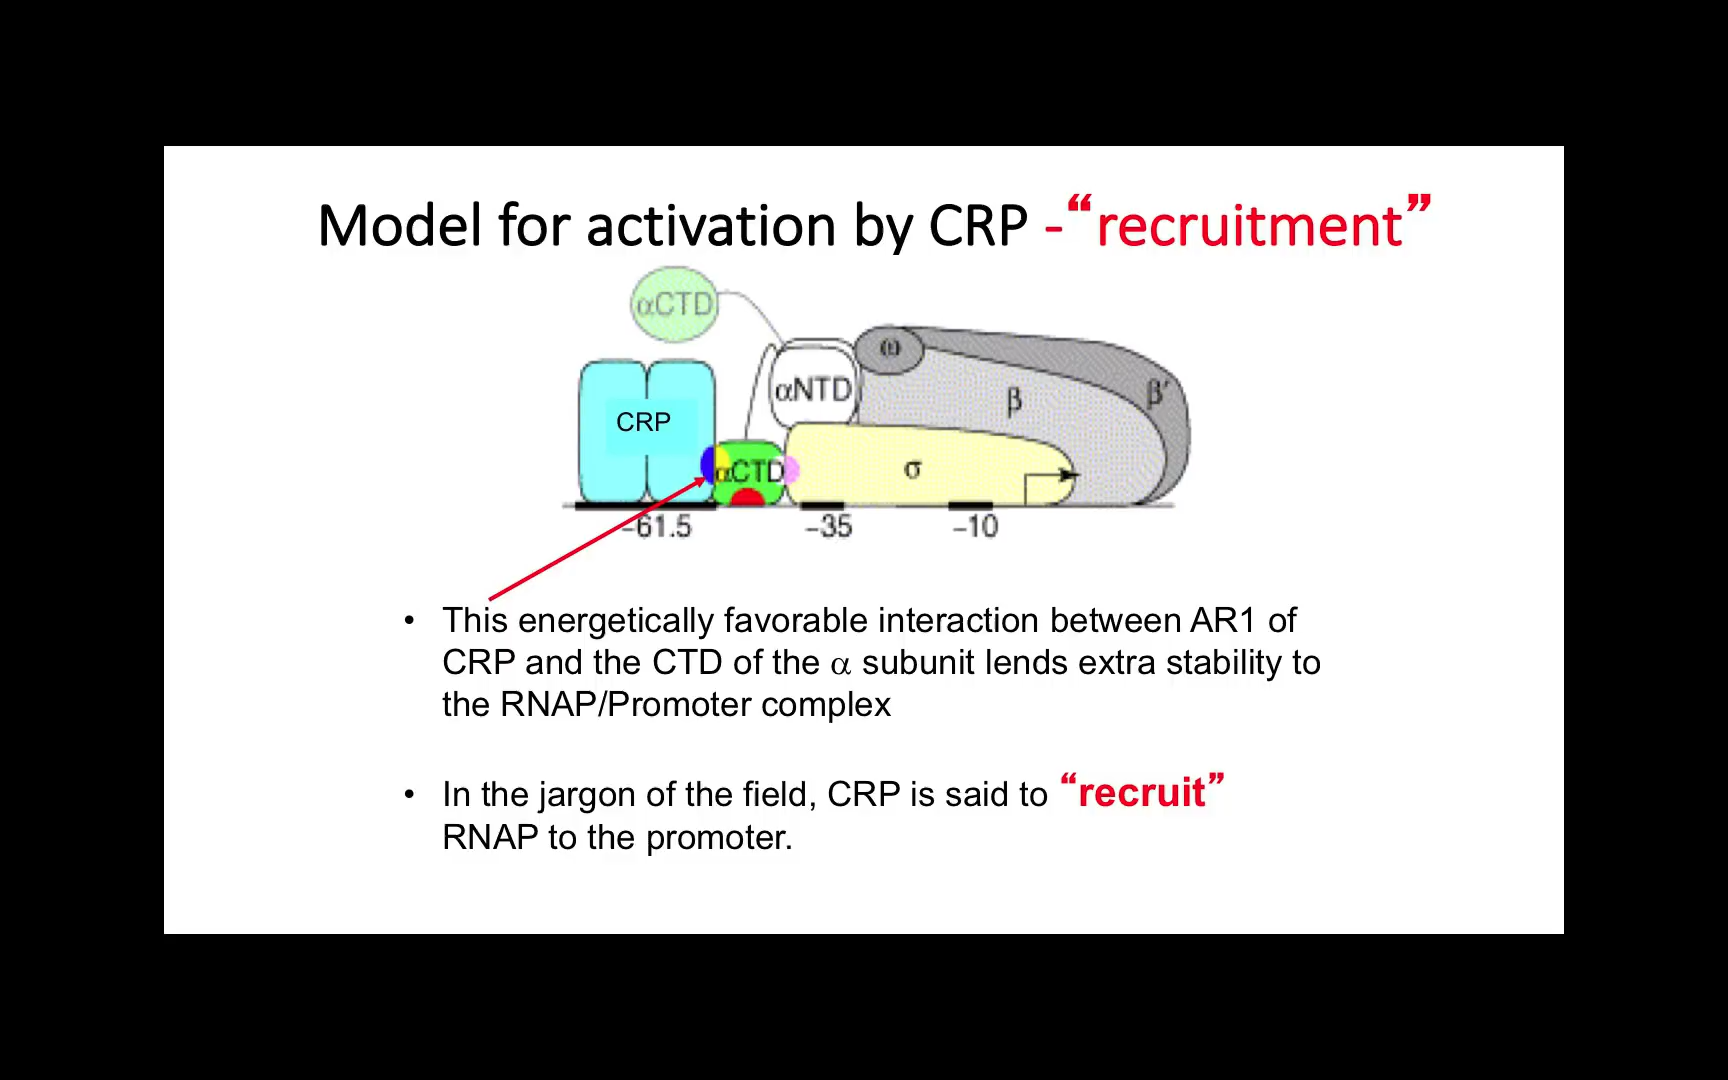 Model for activation by CRP -“recruitment”
αCTD
ω
αNTD
β
β′
CRP
αCTD
σ
–61.5
–35
–10
• This energetically favorable interaction between AR1 of
CRP and the CTD of the α subunit lends extra stability to
the RNAP/Promoter complex
• In the jargon of the field, CRP is said to “recruit”
RNAP to the promoter.